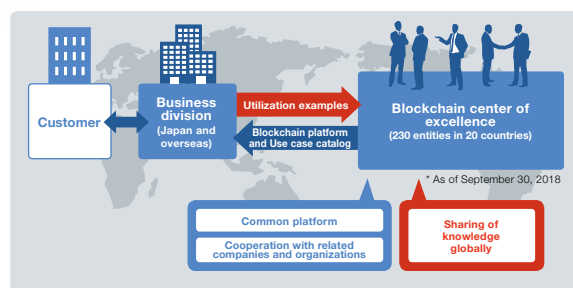 Customer
Business
division
(Japan and
overseas)
Utilization examples
Blockchain platform
and Use case catalog
Blockchain center of
excellence
(230 entities in 20 countries)
* As of September 30, 2018
Common platform
Cooperation with related
companies and organizations
Sharing of
knowledge
globally